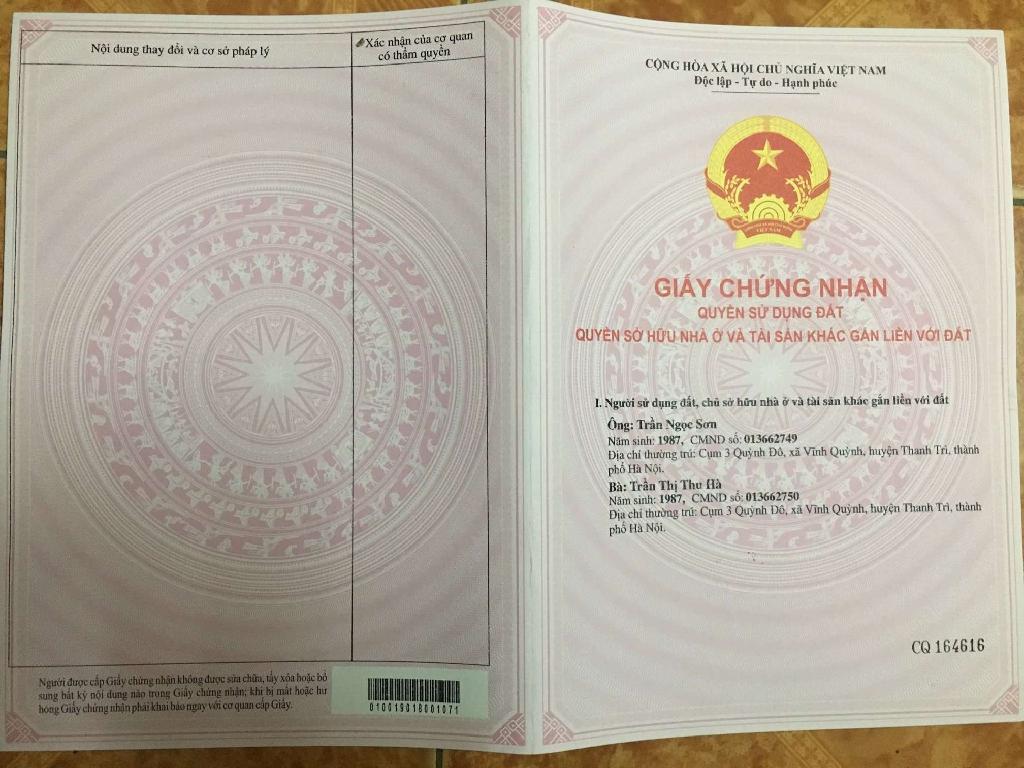 Nội dung thay đổi và cơ sở pháp lý
Xác nhận của cơ quan
có thẩm quyền
Người được cấp Giấy chứng nhận không được sửa chữa, tẩy xóa hoặc bổ
sung bất kỳ nội dung nào trong Giấy chứng nhận; khi bị mất hoặc hư
hỏng Giấy chứng nhận phải khai báo ngay với cơ quan cấp Giấy.
010019018001071
CỘNG HÒA XÃ HỘI CHỦ NGHĨA VIỆT NAM
Độc lập - Tự do - Hạnh phúc
VIỆT NAM
GIẤY CHỨNG NHẬN
QUYỀN SỬ DỤNG ĐẤT
QUYỀN SỞ HỮU NHÀ Ở VÀ TÀI SẢN KHÁC GẮN LIỀN VỚI ĐẤT
I. Người sử dụng đất, chủ sở hữu nhà ở và tài sản khác gắn liền với đất
Ông: Trần Ngọc Sơn
Năm sinh: 1987, CMND số: 013662749
Địa chỉ thường trú: Cụm 3 Quỳnh Đô, xã Vĩnh Quỳnh, huyện Thanh Trì, thành
phố Hà Nội.
Bà: Trần Thị Thu Hà
Năm sinh: 1987, CMND số: 013662750
Địa chỉ thường trú: Cụm 3 Quỳnh Đô, xã Vĩnh Quỳnh, huyện Thanh Trì, thành
phố Hà Nội.
CQ 164616